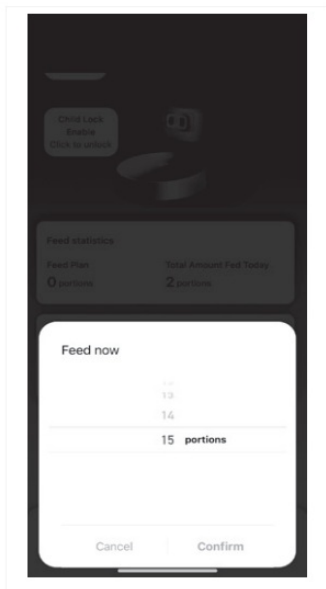 Child Lock
Enable
Click to unlock
Feed statistics
Feed Plan
Total Amount Fed Today
0 portions
2 portions
Feed now
13
14
15 portions
Cancel
Confirm